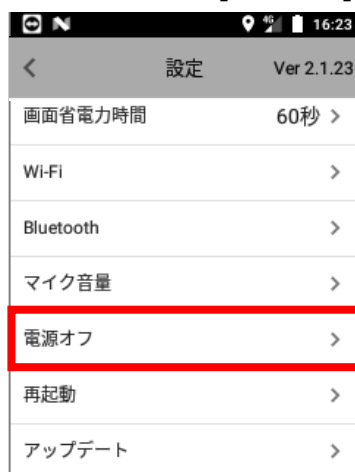 4G 16:23
設定 Ver 2.1.23
画面省電力時間 60秒
Wi-Fi
Bluetooth
マイク音量
電源オフ
再起動
アップデート